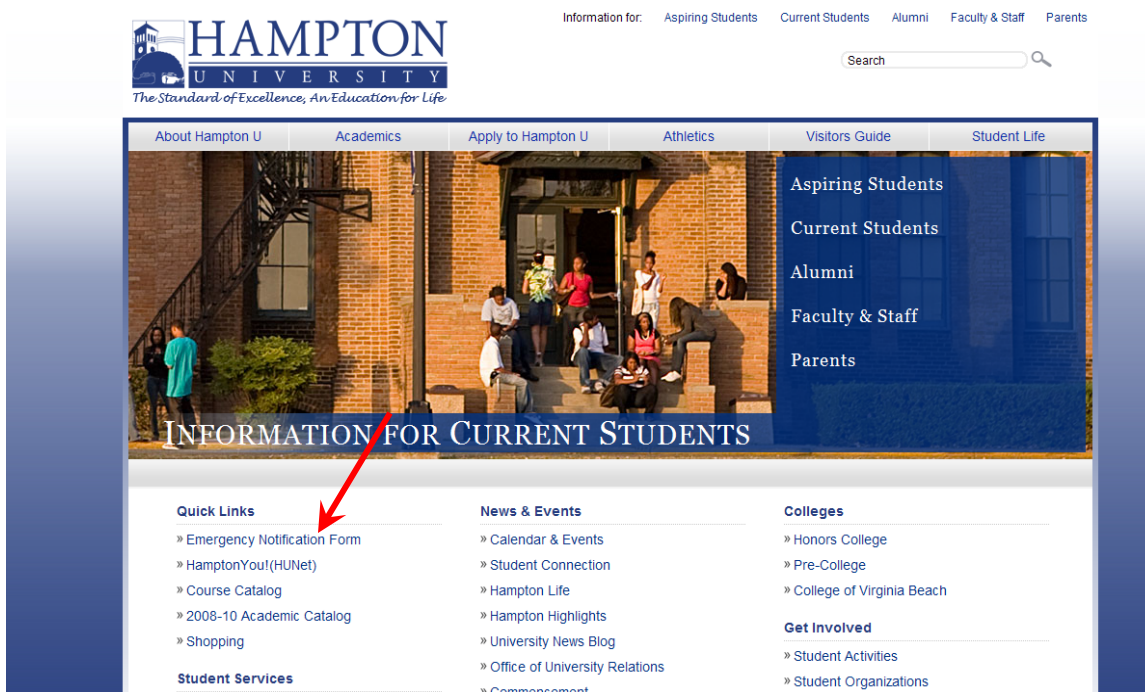 Information for: Aspiring Students Current Students Alumni Faculty & Staff Parents
HAMPTON
UNIVERSITY
The Standard of Excellence, An Education for Life
Search
About Hampton U Academics Apply to Hampton U Athletics Visitors Guide Student Life
Aspiring Students
Current Students
Alumni
Faculty & Staff
Parents
INFORMATION FOR CURRENT STUDENTS
Quick Links
» Emergency Notification Form
» HamptonYou!(HUNet)
» Course Catalog
» 2008-10 Academic Catalog
» Shopping
Student Services
News & Events
» Calendar & Events
» Student Connection
» Hampton Life
» Hampton Highlights
» University News Blog
» Office of University Relations
» Commencement
Colleges
» Honors College
» Pre-College
» College of Virginia Beach
Get Involved
» Student Activities
» Student Organizations